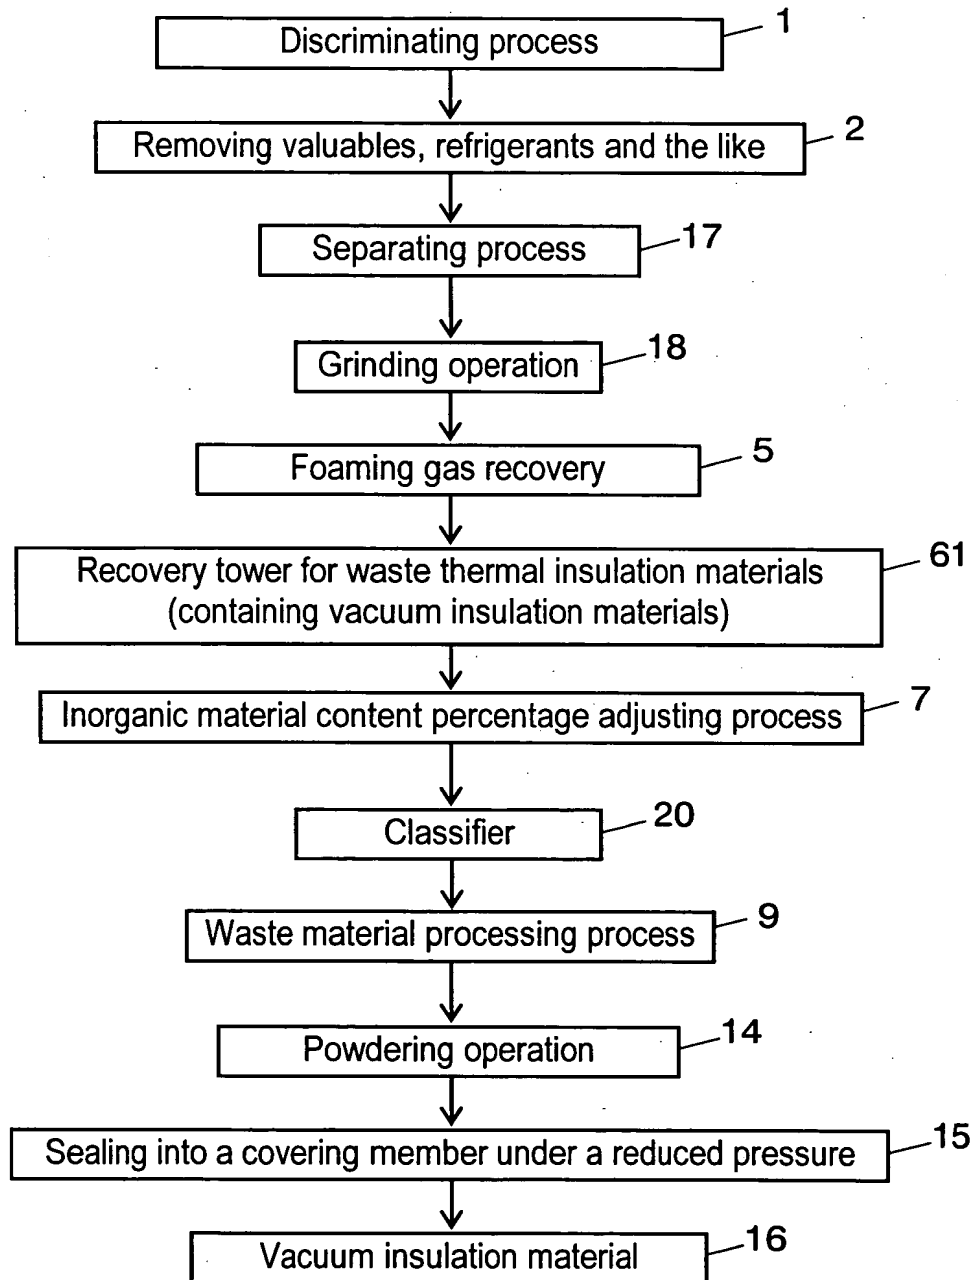 Discriminating process
1
Removing valuables, refrigerants and the like
2
Separating process
17
Grinding operation
18
Foaming gas recovery
5
Recovery tower for waste thermal insulation materials
(containing vacuum insulation materials)
61
Inorganic material content percentage adjusting process
7
Classifier
20
Waste material processing process
9
Powdering operation
14
Sealing into a covering member under a reduced pressure
15
Vacuum insulation material
16